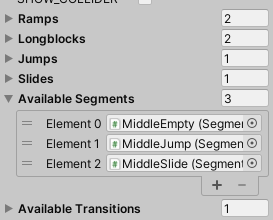 SHOW_COLLIDER
Ramps 2
Longblocks 2
Jumps 1
Slides 1
Available Segments 3
Element 0 MiddleEmpty (Segmen
Element 1 MiddleJump (Segmen
Element 2 MiddleSlide (Segment
Available Transitions 1